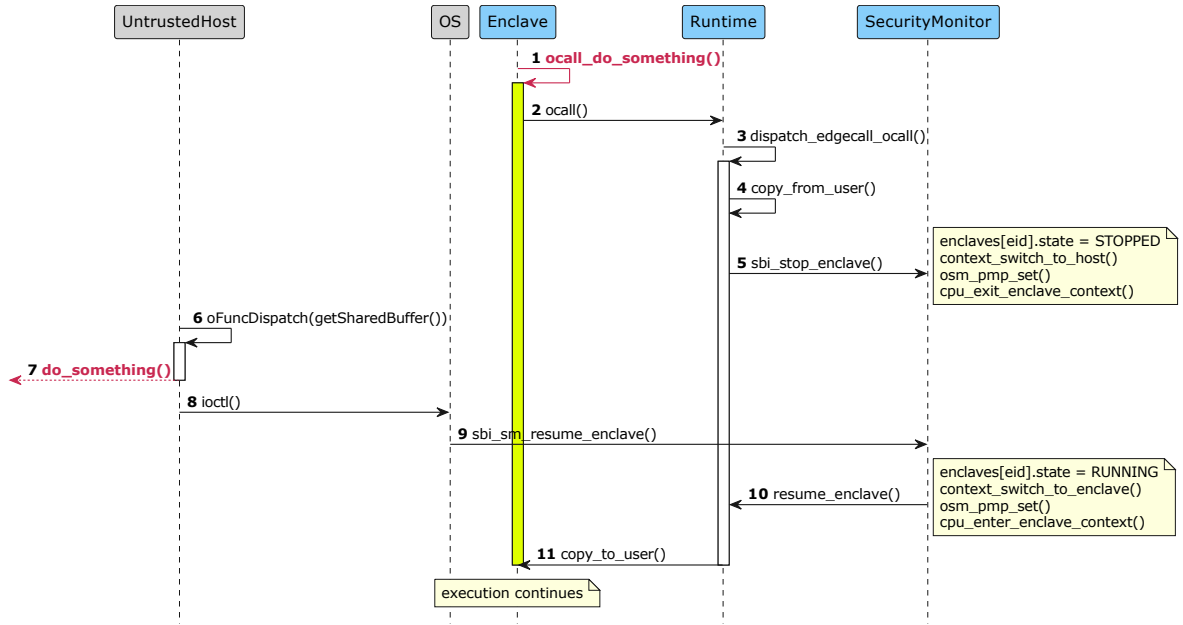 UntrustedHost
OS
Enclave
Runtime
SecurityMonitor
1 ocall_do_something()
2 ocall()
3 dispatch_edgecall_ocall()
4 copy_from_user()
enclaves[eid].state = STOPPED
context_switch_to_host()
osm_pmp_set()
cpu_exit_enclave_context()
5 sbi_stop_enclave()
6 oFuncDispatch(getSharedBuffer())
7 do_something()
8 ioctl()
9 sbi_sm_resume_enclave()
enclaves[eid].state = RUNNING
context_switch_to_enclave()
osm_pmp_set()
cpu_enter_enclave_context()
10 resume_enclave()
11 copy_to_user()
execution continues